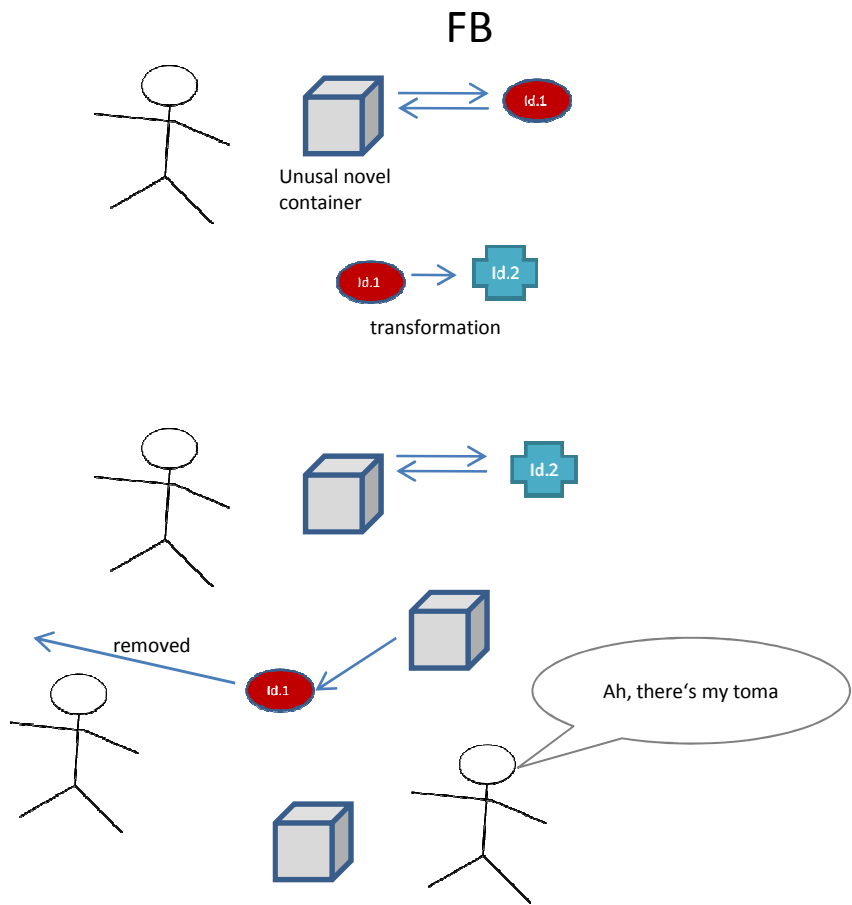 FB
Id.1
Unusal novel
container
Id.1
Id.2
transformation
Id.2
removed
Id.1
Ah, there‘s my toma